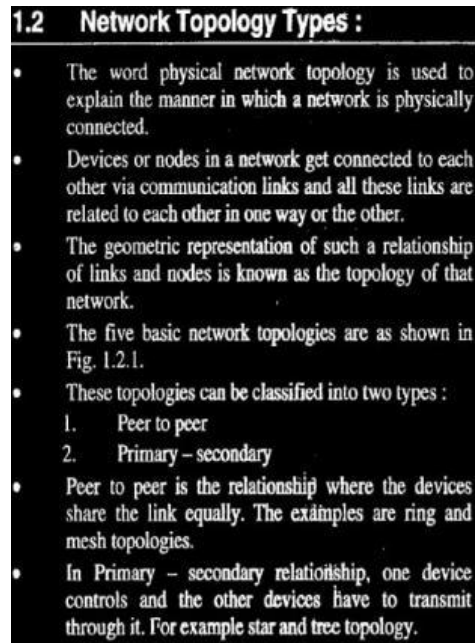 1.2 Network Topology Types :
• The word physical network topology is used to
explain the manner in which a network is physically
connected.
• Devices or nodes in a network get connected to each
other via communication links and all these links are
related to each other in one way or the other.
• The geometric representation of such a relationship
of links and nodes is known as the topology of that
network.
• The five basic network topologies are as shown in
Fig. 1.2.1.
• These topologies can be classified into two types :
1. Peer to peer
2. Primary – secondary
• Peer to peer is the relationship where the devices
share the link equally. The examples are ring and
mesh topologies.
• In Primary – secondary relationship, one device
controls and the other devices have to transmit
through it. For example star and tree topology.